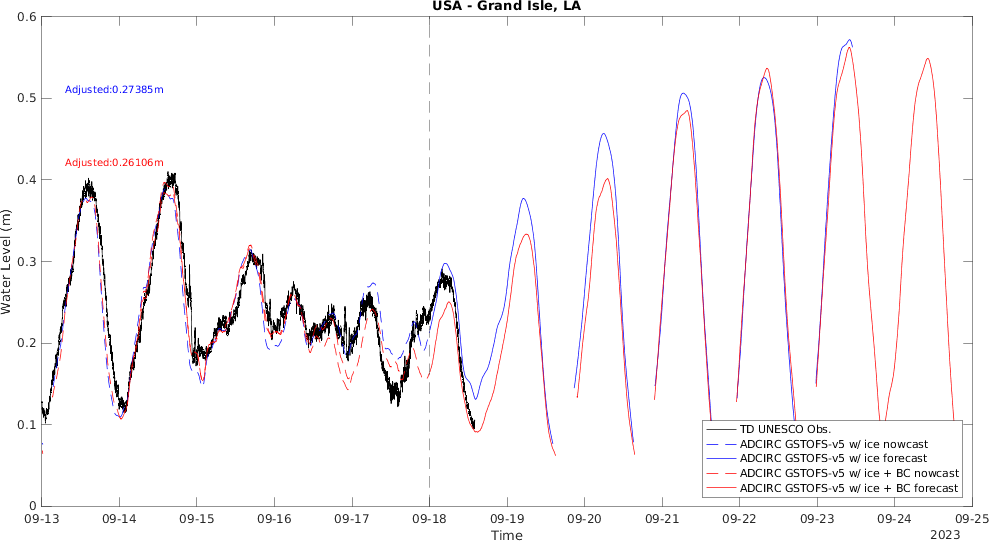 USA - Grand Isle, LA
0.6
0.5
0.4
0.3
0.2
0.1
0
Water Level (m)
Adjusted:0.27385m
Adjusted:0.26106m
TD UNESCO Obs.
ADCIRC GSTOFS-v5 w/ ice nowcast
ADCIRC GSTOFS-v5 w/ ice forecast
ADCIRC GSTOFS-v5 w/ ice + BC nowcast
ADCIRC GSTOFS-v5 w/ ice + BC forecast
09-13 09-14 09-15 09-16 09-17 09-18 09-19 09-20 09-21 09-22 09-23 09-24 09-25
Time
2023